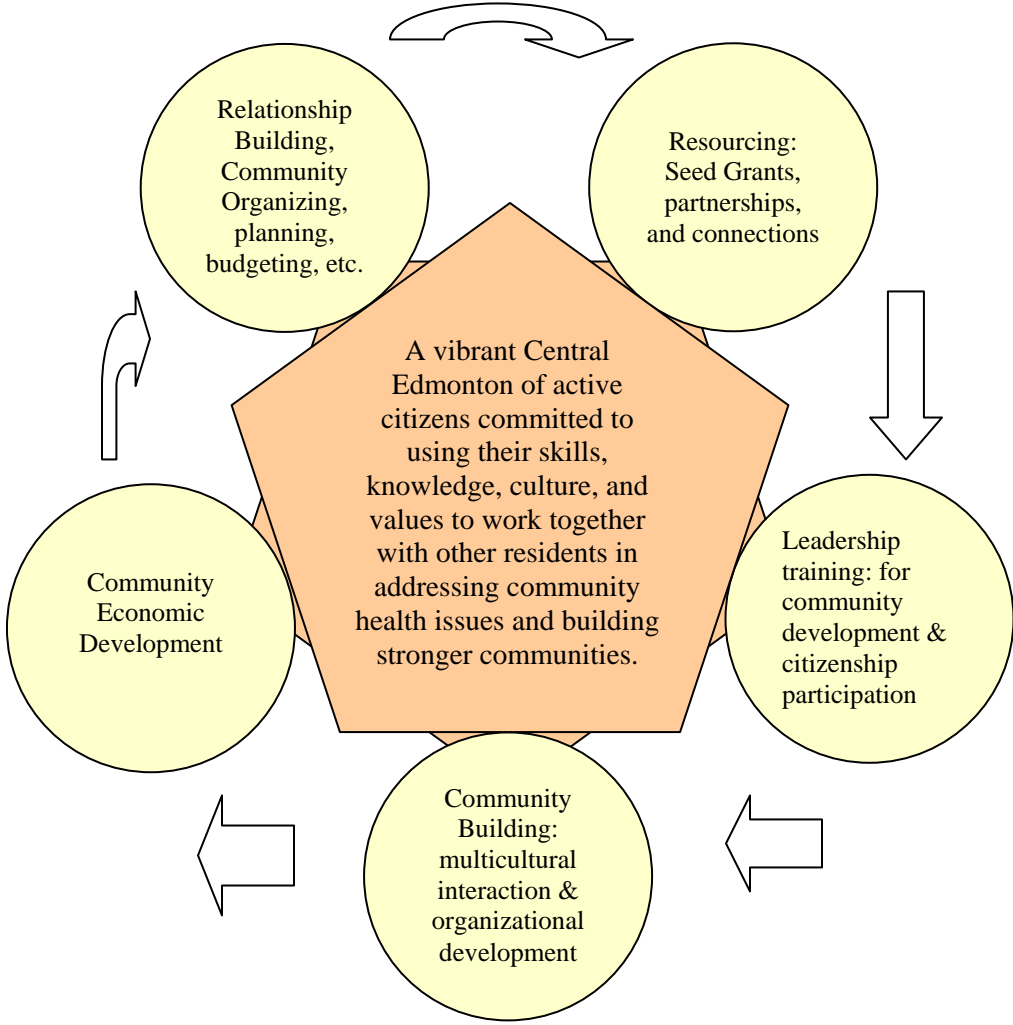 Relationship
Building,
Community
Organizing,
planning,
budgeting, etc.
Resourcing:
Seed Grants,
partnerships,
and connections
A vibrant Central
Edmonton of active
citizens committed to
using their skills,
knowledge, culture, and
values to work together
with other residents in
addressing community
health issues and building
stronger communities.
Leadership
training: for
community
development &
citizenship
participation
Community
Economic
Development
Community
Building:
multicultural
interaction &
organizational
development